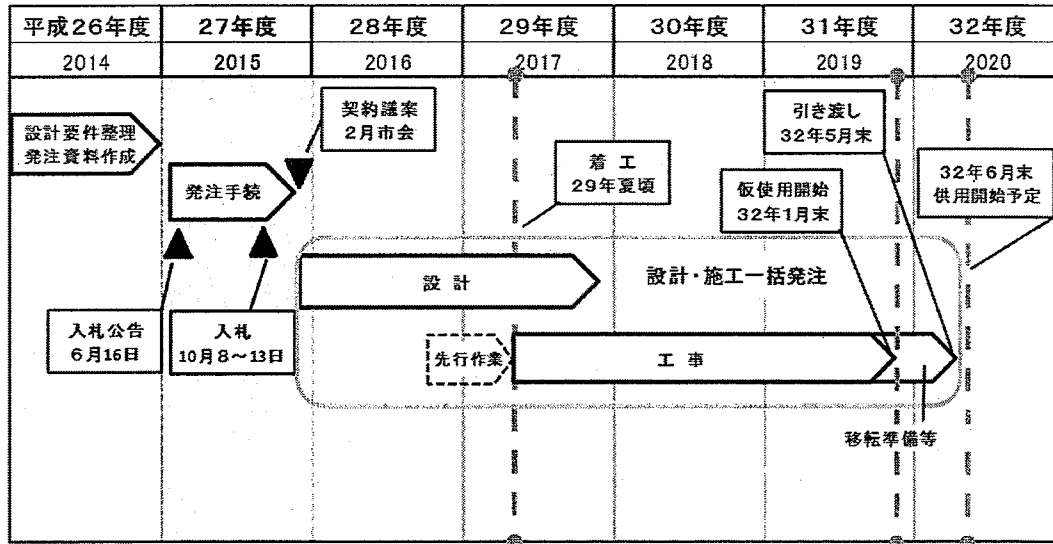 平成26年度 27年度 28年度 29年度 30年度 31年度 32年度
2014 2015 2016 2017 2018 2019 2020
設計要件整理
発注資料作成
契約議案
2月市会
引き渡し
32年5月末
発注手続
着工
29年夏頃
仮使用開始
32年1月末
32年6月末
供用開始予定
設計
設計・施工一括発注
入札公告
6月16日
入札
10月8~13日
先行作業
工事
移転準備等